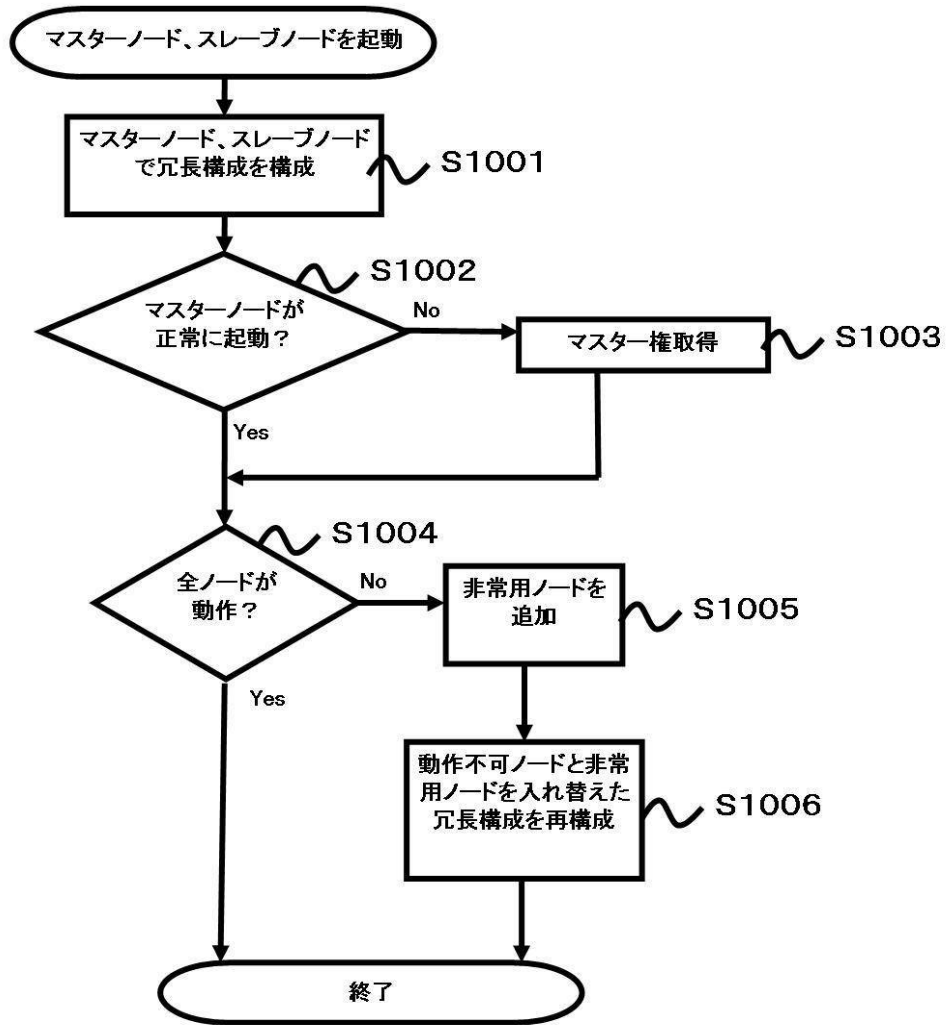 マスターノード、スレーブノードを起動
マスターノード、スレーブノード
で冗長構成を構成
S1001
S1002
マスターノードが
正常に起動？
No
マスター権取得
S1003
Yes
S1004
全ノードが
動作？
No
非常用ノードを
追加
S1005
Yes
動作不可ノードと非常
用ノードを入れ替えた
冗長構成を再構成
S1006
終了